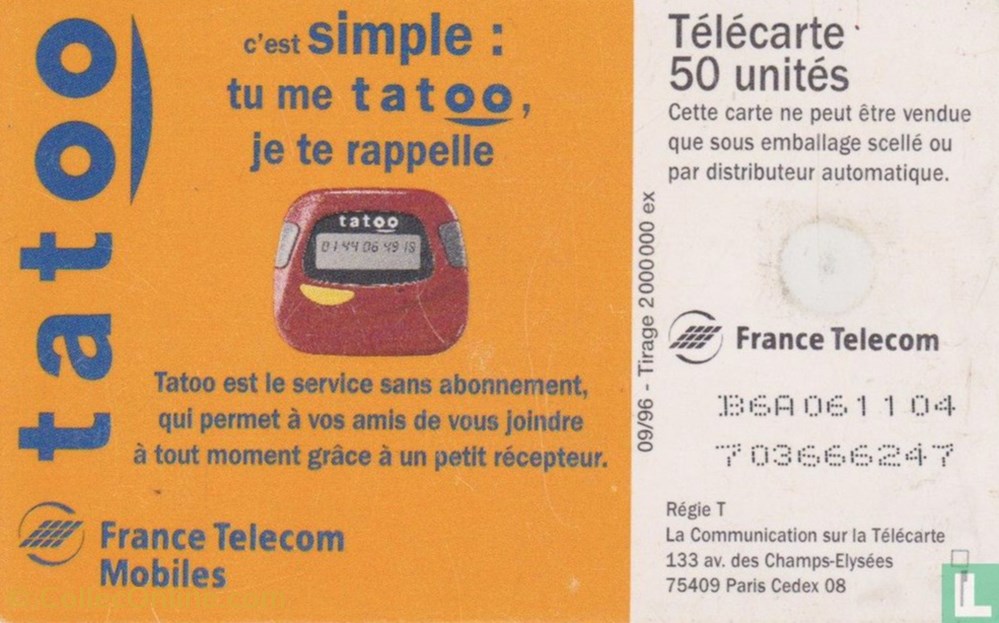 tatoo
c'est simple :
tu me tatoo,
je te rappelle
tatoo
01 44 06 49 18
Tatoo est le service sans abonnement,
qui permet à vos amis de vous joindre
à tout moment grâce à un petit récepteur.
France Telecom
Mobiles
09/96 - Tirage 2000000 ex
Télécarte
50 unités
Cette carte ne peut être vendue
que sous emballage scellé ou
par distributeur automatique.
France Telecom
B6A061104
703666247
Régie T
La Communication sur la Télécarte
133 av. des Champs-Elysées
75409 Paris Cedex 08
L